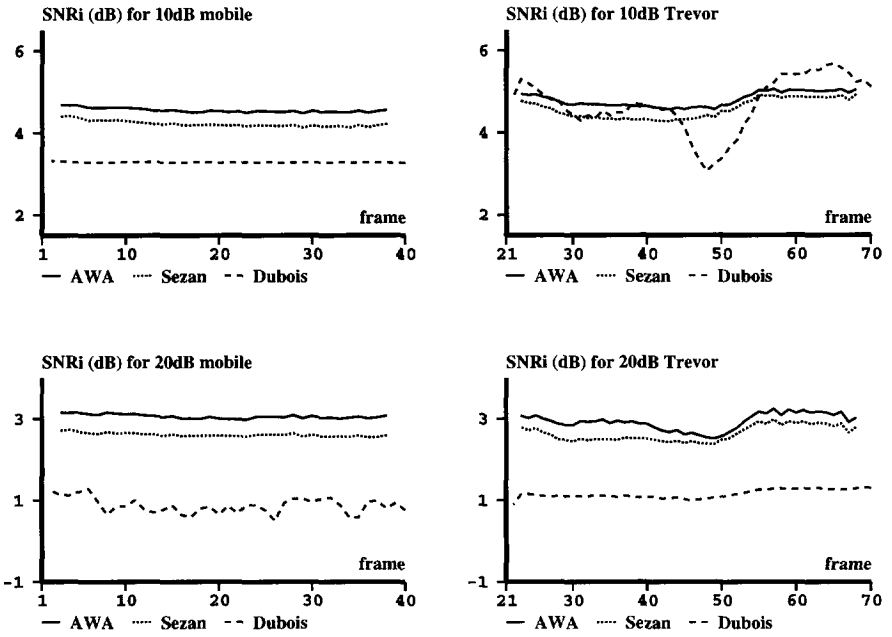 SNRi (dB) for 10dB mobile
6
4
2
frame
1 10 20 30 40
AWA Sezan Dubois
SNRi (dB) for 10dB Trevor
6
4
2
frame
21 30 40 50 60 70
AWA Sezan Dubois
SNRi (dB) for 20dB mobile
3
1
-1
frame
1 10 20 30 40
AWA Sezan Dubois
SNRi (dB) for 20dB Trevor
3
1
-1
frame
21 30 40 50 60 70
AWA Sezan Dubois